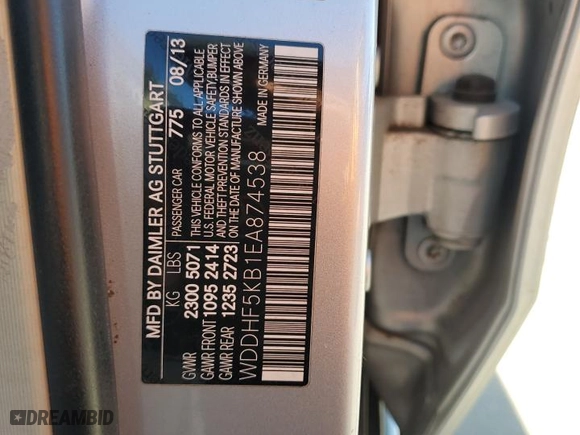 MFD BY DAIMLER AG STUTTGART
PASSENGER CAR 775 08/13
KG LBS
GVWR 2300 5071
GAWR FRONT 1095 2414
GAWR REAR 1235 2723
THIS VEHICLE CONFORMS TO ALL APPLICABLE
U.S. FEDERAL MOTOR VEHICLE SAFETY, BUMPER
AND THEFT PREVENTION STANDARDS IN EFFECT
ON THE DATE OF MANUFACTURE SHOWN ABOVE
MADE IN GERMANY
WDDHF5KB1EA874538
DREAMBID